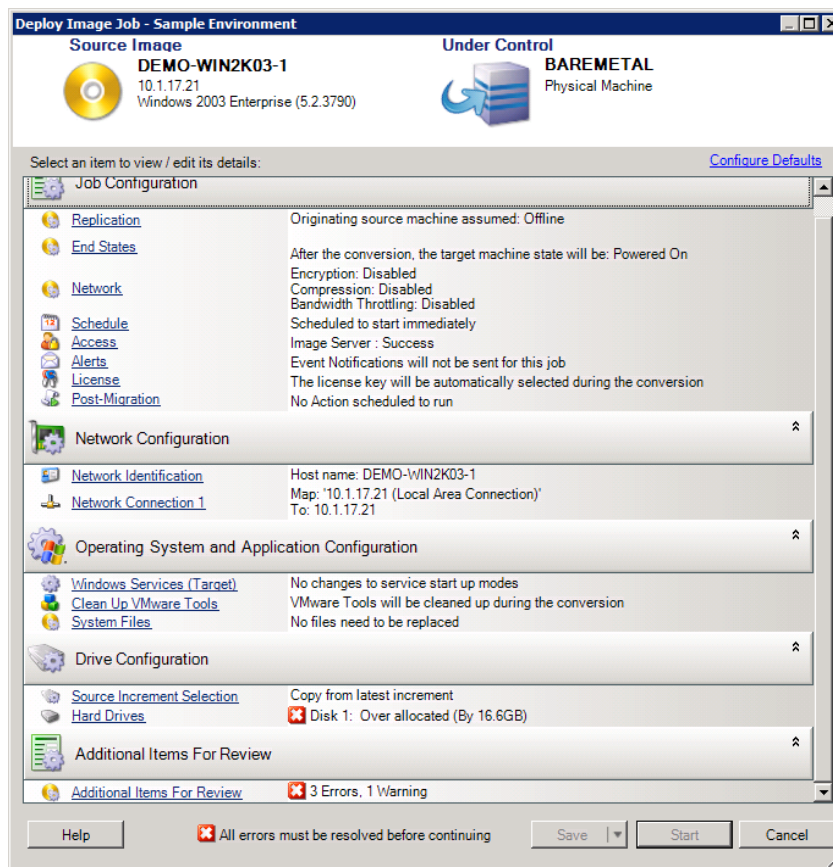 Deploy Image Job - Sample Environment
Source Image
DEMO-WIN2K03-1
10.1.17.21
Windows 2003 Enterprise (5.2.3790)
Under Control
BAREMETAL
Physical Machine
Select an item to view / edit its details:
Configure Defaults
Job Configuration
Replication
Originating source machine assumed: Offline
End States
After the conversion, the target machine state will be: Powered On
Network
Encryption: Disabled
Compression: Disabled
Bandwidth Throttling: Disabled
Schedule
Scheduled to start immediately
Access
Image Server : Success
Alerts
Event Notifications will not be sent for this job
License
The license key will be automatically selected during the conversion
Post-Migration
No Action scheduled to run
Network Configuration
Network Identification
Host name: DEMO-WIN2K03-1
Network Connection 1
Map: '10.1.17.21 (Local Area Connection)'
To: 10.1.17.21
Operating System and Application Configuration
Windows Services (Target)
No changes to service start up modes
Clean Up VMware Tools
VMware Tools will be cleaned up during the conversion
System Files
No files need to be replaced
Drive Configuration
Source Increment Selection
Copy from latest increment
Hard Drives
Disk 1: Over allocated (By 16.6GB)
Additional Items For Review
Additional Items For Review
3 Errors, 1 Warning
Help
All errors must be resolved before continuing
Save
Start
Cancel